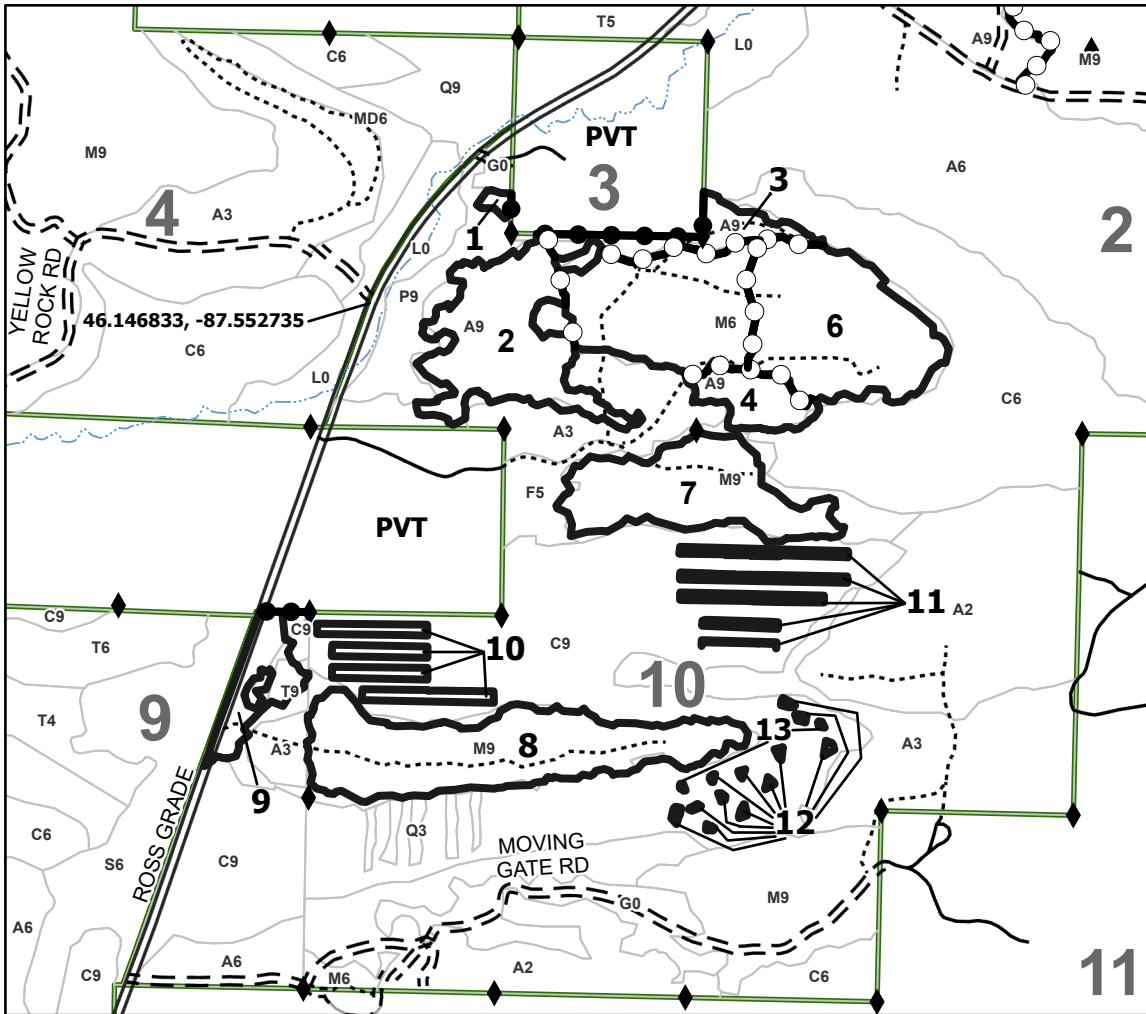 T5
L0
A9
M9
C6
Q9
MD6
PVT
M9
G0
3
A6
3
4
A3
1
A9
2
L0
YELLOW
ROCK RD
P9
46.146833, -87.552735
A9
2
M6
6
C6
L0
A9
4
C6
A3
M9
7
F5
PVT
11
A2
C9
C9
10
C9
T6
10
T9
T4
9
A3
M9
8
13
A3
9
12
ROSS GRADE
Q3
C6
S6
C9
MOVING
GATE RD
G0
M9
A6
C9
A6
M6
A2
C6
11